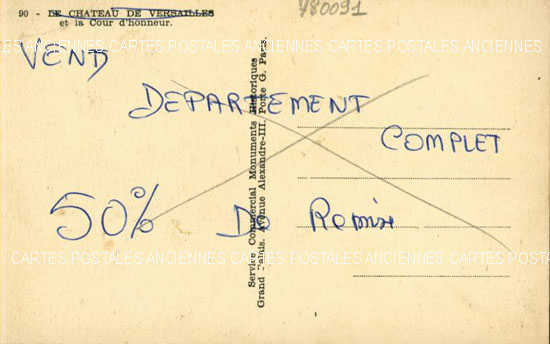 90 - LE CHATEAU DE VERSAILLES
et la Cour d'honneur.
780091
CARTES POSTALES ANCIENNES CARTES POSTALES ANCIENNES CARTES POSTALES ANCIENNES
VEND
DEPARTEMENT
COMPLET
50% De Remise
Service Commercial Monuments Historiques
Grand Palais. Avenue Alexandre-III. Porte G. Paris.
CARTES POSTALES ANCIENNES CARTES POSTALES ANCIENNES CARTES POSTALES ANCIENNES